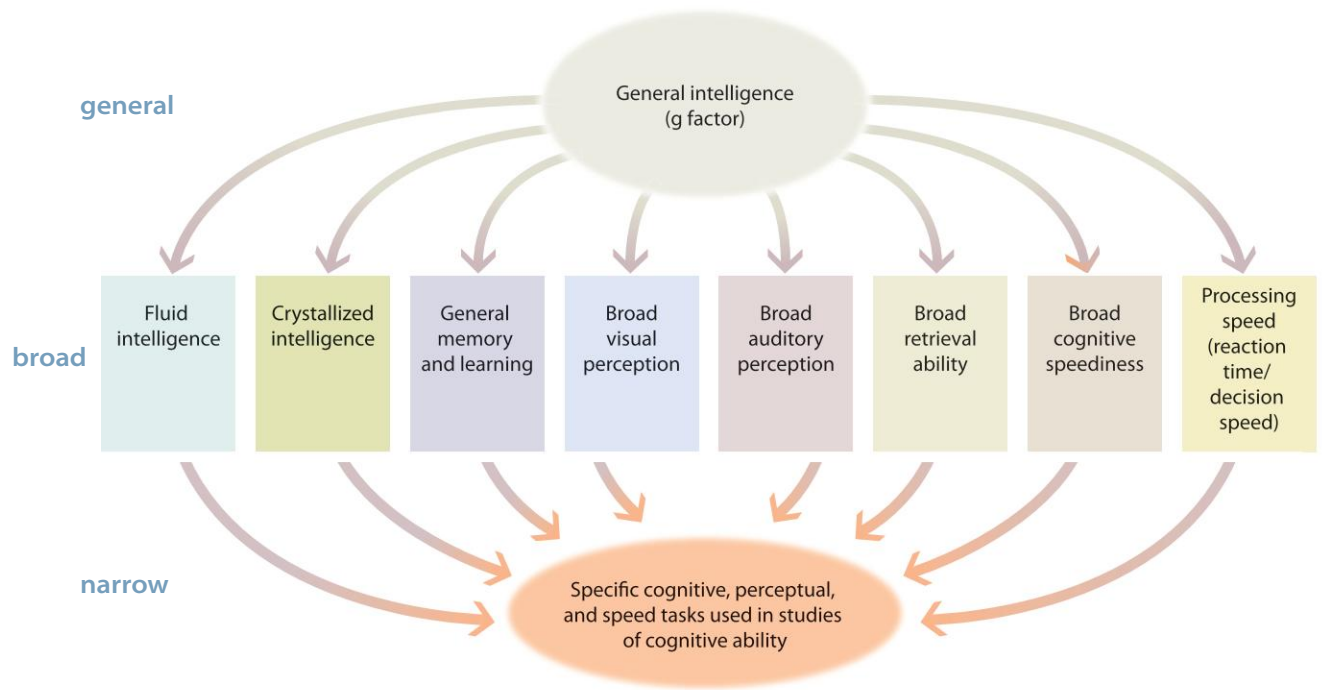 general
General intelligence
(g factor)
broad
Fluid
intelligence
Crystallized
intelligence
General
memory
and learning
Broad
visual
perception
Broad
auditory
perception
Broad
retrieval
ability
Broad
cognitive
speediness
Processing
speed
(reaction
time/
decision
speed)
narrow
Specific cognitive, perceptual,
and speed tasks used in studies
of cognitive ability